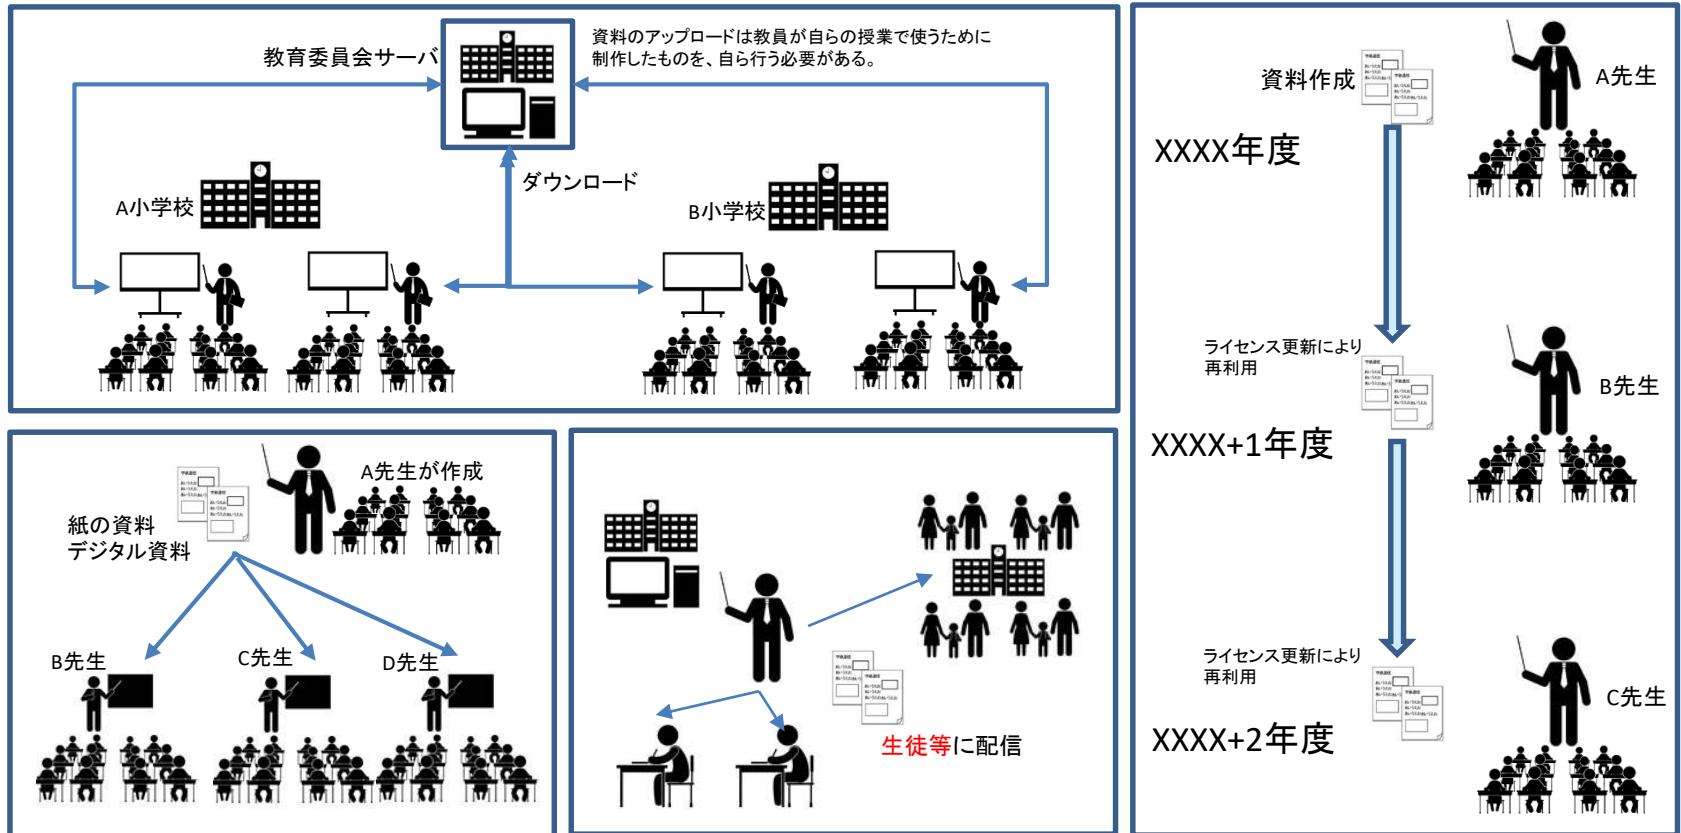 教育委員会サーバ
資料のアップロードは教員が自らの授業で使うために
制作したものを、自ら行う必要がある。
ダウンロード
A小学校
B小学校
A先生が作成
紙の資料
デジタル資料
B先生
C先生
D先生
生徒等に配信
資料作成
A先生
XXXX年度
ライセンス更新により
再利用
B先生
XXXX+1年度
ライセンス更新により
再利用
C先生
XXXX+2年度